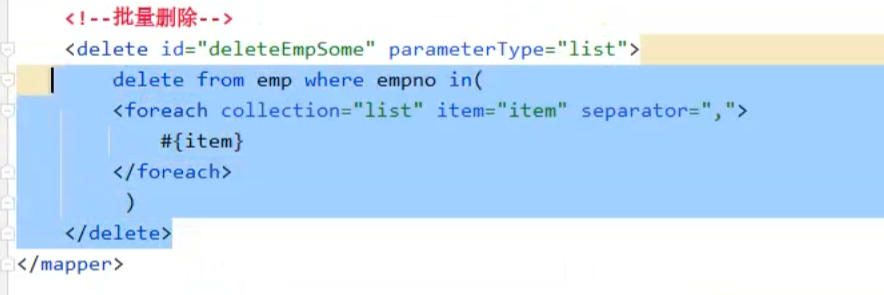 <!--批量删除-->
<delete id="deleteEmpSome" parameterType="list">
delete from emp where empno in(
<foreach collection="list" item="item" separator=",">
#{item}
</foreach>
)
</delete>
</mapper>